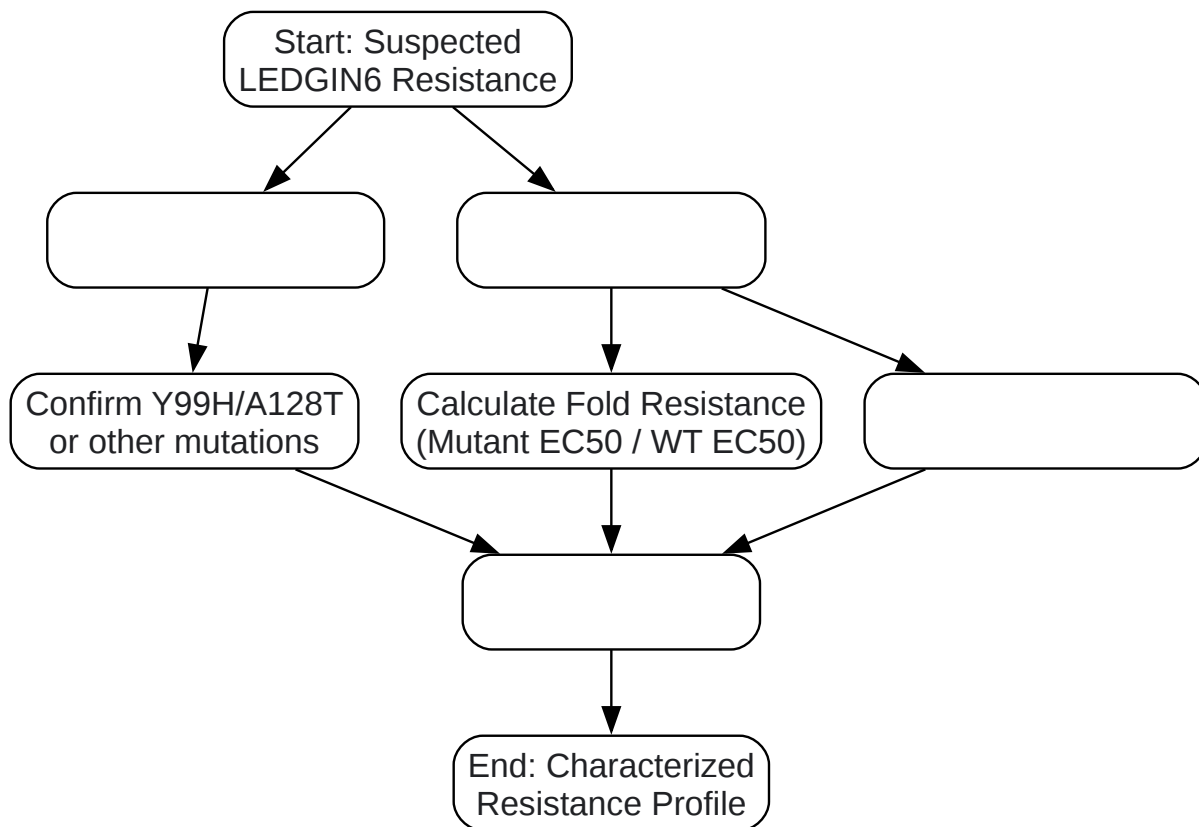 Start: Suspected
LEDGIN6 Resistance
Confirm Y99H/A128T
or other mutations
Calculate Fold Resistance
(Mutant EC50 / WT EC50)
End: Characterized
Resistance Profile